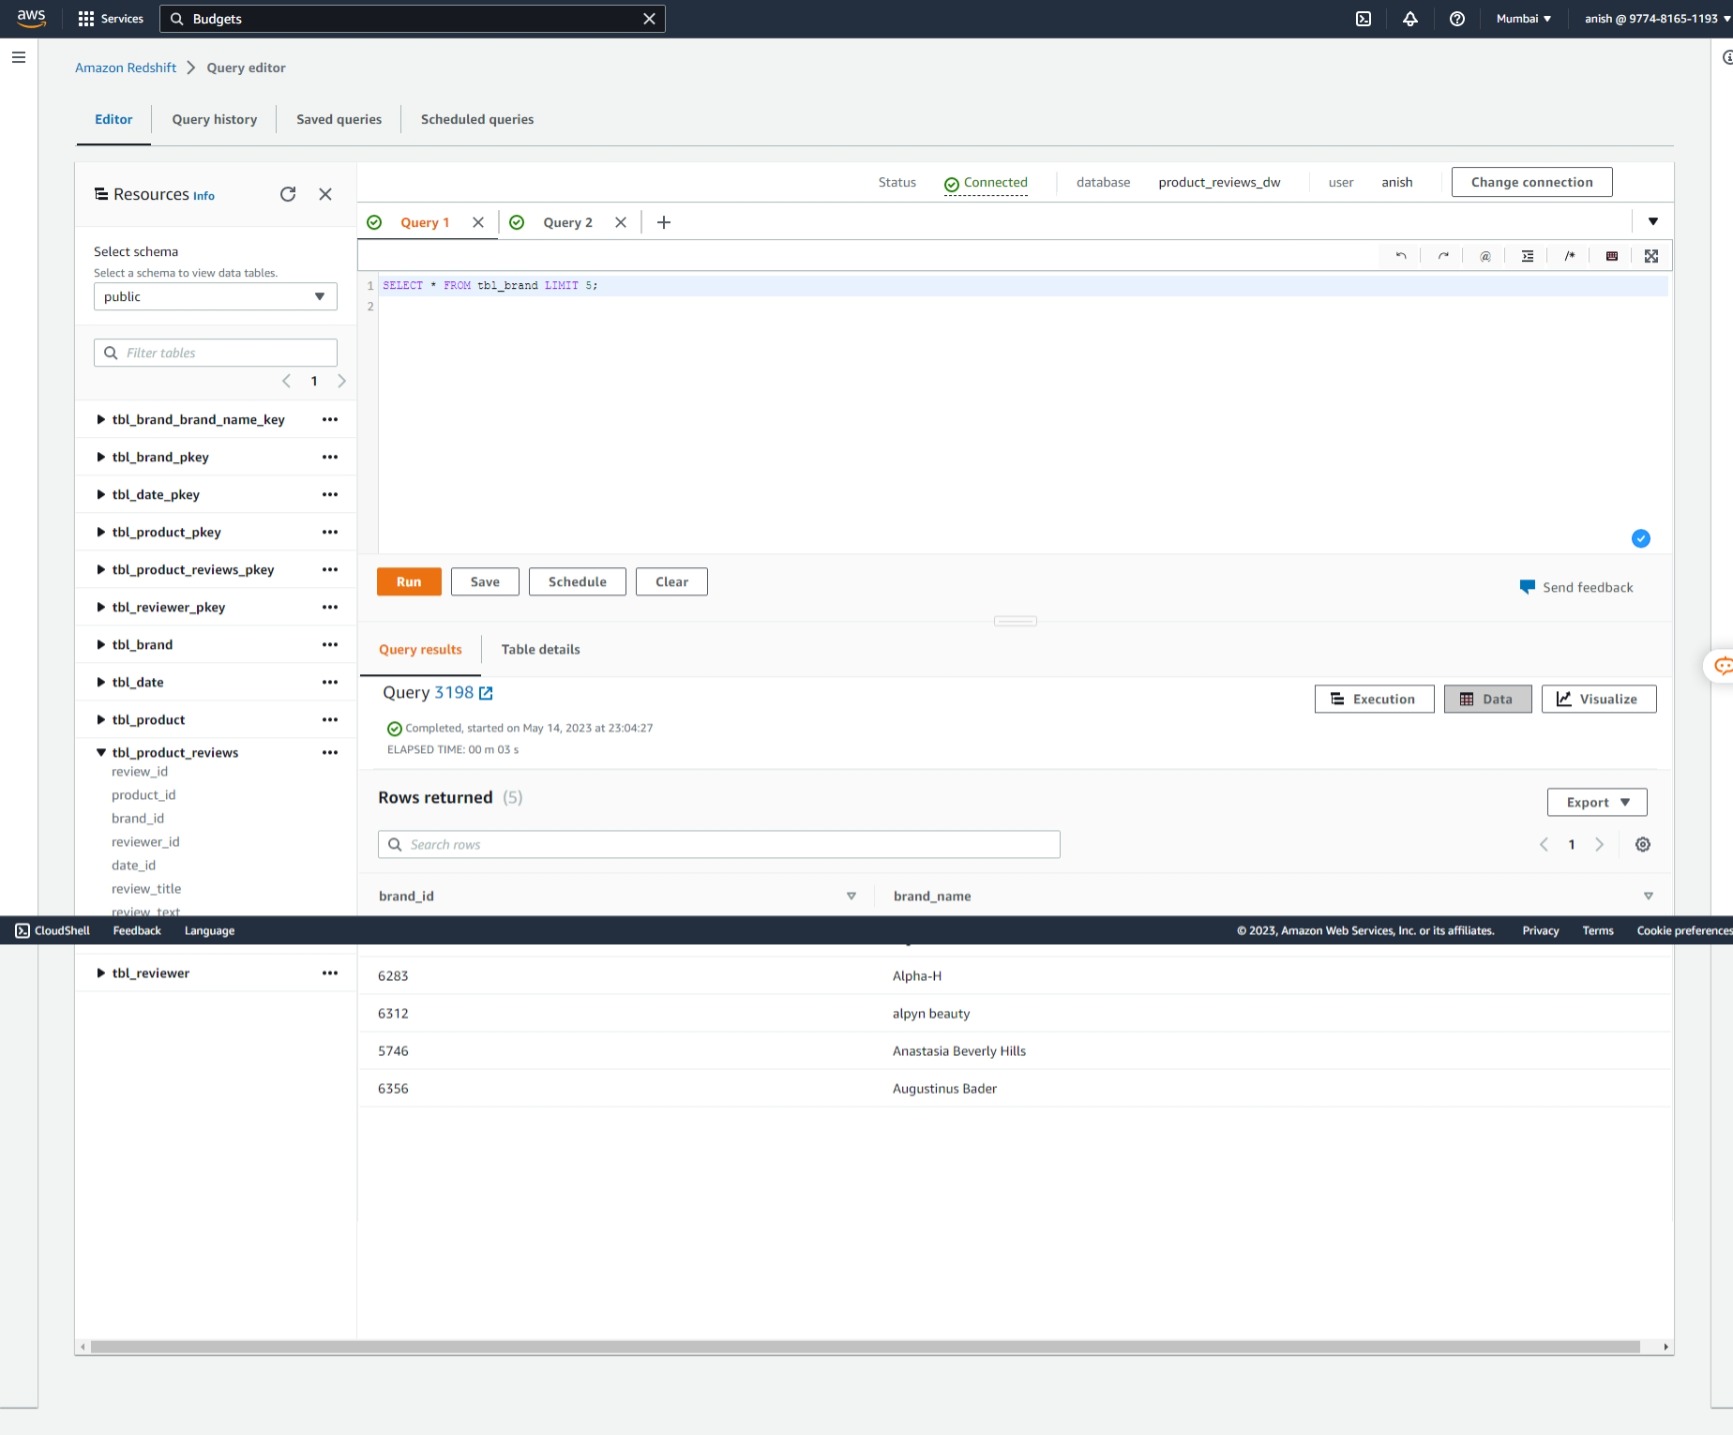 aws Services Budgets Mumbai anish @ 9774-8165-1193
Amazon Redshift Query editor
Editor Query history Saved queries Scheduled queries
Resources Info
Select schema
Select a schema to view data tables.
public
Filter tables
1
tbl_brand_brand_name_key
tbl_brand_pkey
tbl_date_pkey
tbl_product_pkey
tbl_product_reviews_pkey
tbl_reviewer_pkey
tbl_brand
tbl_date
tbl_product
tbl_product_reviews
review_id
product_id
brand_id
reviewer_id
date_id
review_title
review_text
tbl_reviewer
Status Connected database product_reviews_dw user anish Change connection
Query 1 Query 2
@ /*
1 SELECT * FROM tbl_brand LIMIT 5;
2
Run Save Schedule Clear
Send feedback
Query results Table details
Query 3198
Execution Data Visualize
Completed, started on May 14, 2023 at 23:04:27
ELAPSED TIME: 00 m 03 s
Rows returned (5)
Export
Search rows
1
brand_id brand_name
6283 Alpha-H
6312 alpyn beauty
5746 Anastasia Beverly Hills
6356 Augustinus Bader
CloudShell Feedback Language © 2023, Amazon Web Services, Inc. or its affiliates. Privacy Terms Cookie preferences